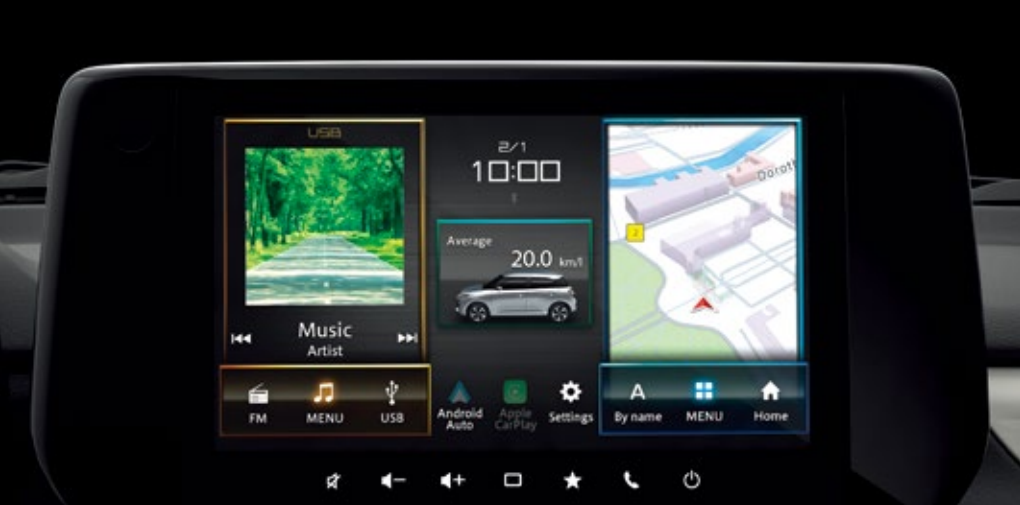 USB
Music
Artist
FM
MENU
USB
2/1
10:00
Average
20.0 km/l
Android
Auto
Apple
CarPlay
Settings
Doroth
2
A
By name
MENU
Home